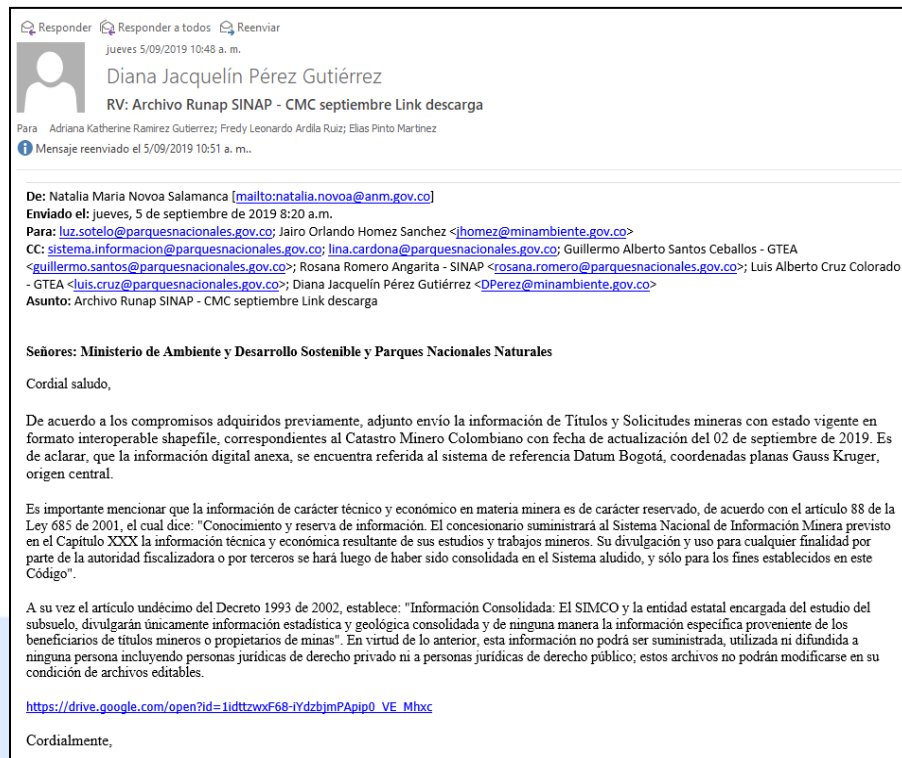 Responder Responder a todos Reenviar
jueves 5/09/2019 10:48 a. m.
Diana Jacquelín Pérez Gutiérrez
RV: Archivo Runap SINAP - CMC septiembre Link descarga
Para Adriana Katherine Ramirez Gutierrez; Fredy Leonardo Ardila Ruiz; Elias Pinto Martinez
Mensaje reenviado el 5/09/2019 10:51 a. m..
De: Natalia Maria Novoa Salamanca [mailto:natalia.novoa@anm.gov.co]
Enviado el: jueves, 5 de septiembre de 2019 8:20 a.m.
Para: luz.sotelo@parquesnacionales.gov.co; Jairo Orlando Homez Sanchez <jhomez@minambiente.gov.co>
CC: sistema.informacion@parquesnacionales.gov.co; lina.cardona@parquesnacionales.gov.co; Guillermo Alberto Santos Ceballos - GTEA
<guillermo.santos@parquesnacionales.gov.co>; Rosana Romero Angarita - SINAP <rosana.romero@parquesnacionales.gov.co>; Luis Alberto Cruz Colorado
- GTEA <luis.cruz@parquesnacionales.gov.co>; Diana Jacquelín Pérez Gutiérrez <DPerez@minambiente.gov.co>
Asunto: Archivo Runap SINAP - CMC septiembre Link descarga
Señores: Ministerio de Ambiente y Desarrollo Sostenible y Parques Nacionales Naturales
Cordial saludo,
De acuerdo a los compromisos adquiridos previamente, adjunto envío la información de Títulos y Solicitudes mineras con estado vigente en
formato interoperable shapefile, correspondientes al Catastro Minero Colombiano con fecha de actualización del 02 de septiembre de 2019. Es
de aclarar, que la información digital anexa, se encuentra referida al sistema de referencia Datum Bogotá, coordenadas planas Gauss Kruger,
origen central.
Es importante mencionar que la información de carácter técnico y económico en materia minera es de carácter reservado, de acuerdo con el artículo 88 de la
Ley 685 de 2001, el cual dice: "Conocimiento y reserva de información. El concesionario suministrará al Sistema Nacional de Información Minera previsto
en el Capítulo XXX la información técnica y económica resultante de sus estudios y trabajos mineros. Su divulgación y uso para cualquier finalidad por
parte de la autoridad fiscalizadora o por terceros se hará luego de haber sido consolidada en el Sistema aludido, y sólo para los fines establecidos en este
Código".
A su vez el artículo undécimo del Decreto 1993 de 2002, establece: "Información Consolidada: El SIMCO y la entidad estatal encargada del estudio del
subsuelo, divulgarán únicamente información estadística y geológica consolidada y de ninguna manera la información específica proveniente de los
beneficiarios de títulos mineros o propietarios de minas". En virtud de lo anterior, esta información no podrá ser suministrada, utilizada ni difundida a
ninguna persona incluyendo personas jurídicas de derecho privado ni a personas jurídicas de derecho público; estos archivos no podrán modificarse en su
condición de archivos editables.
https://drive.google.com/open?id=1idttzwxF68-iYdzbjmPApip0_VE_Mhxc
Cordialmente,